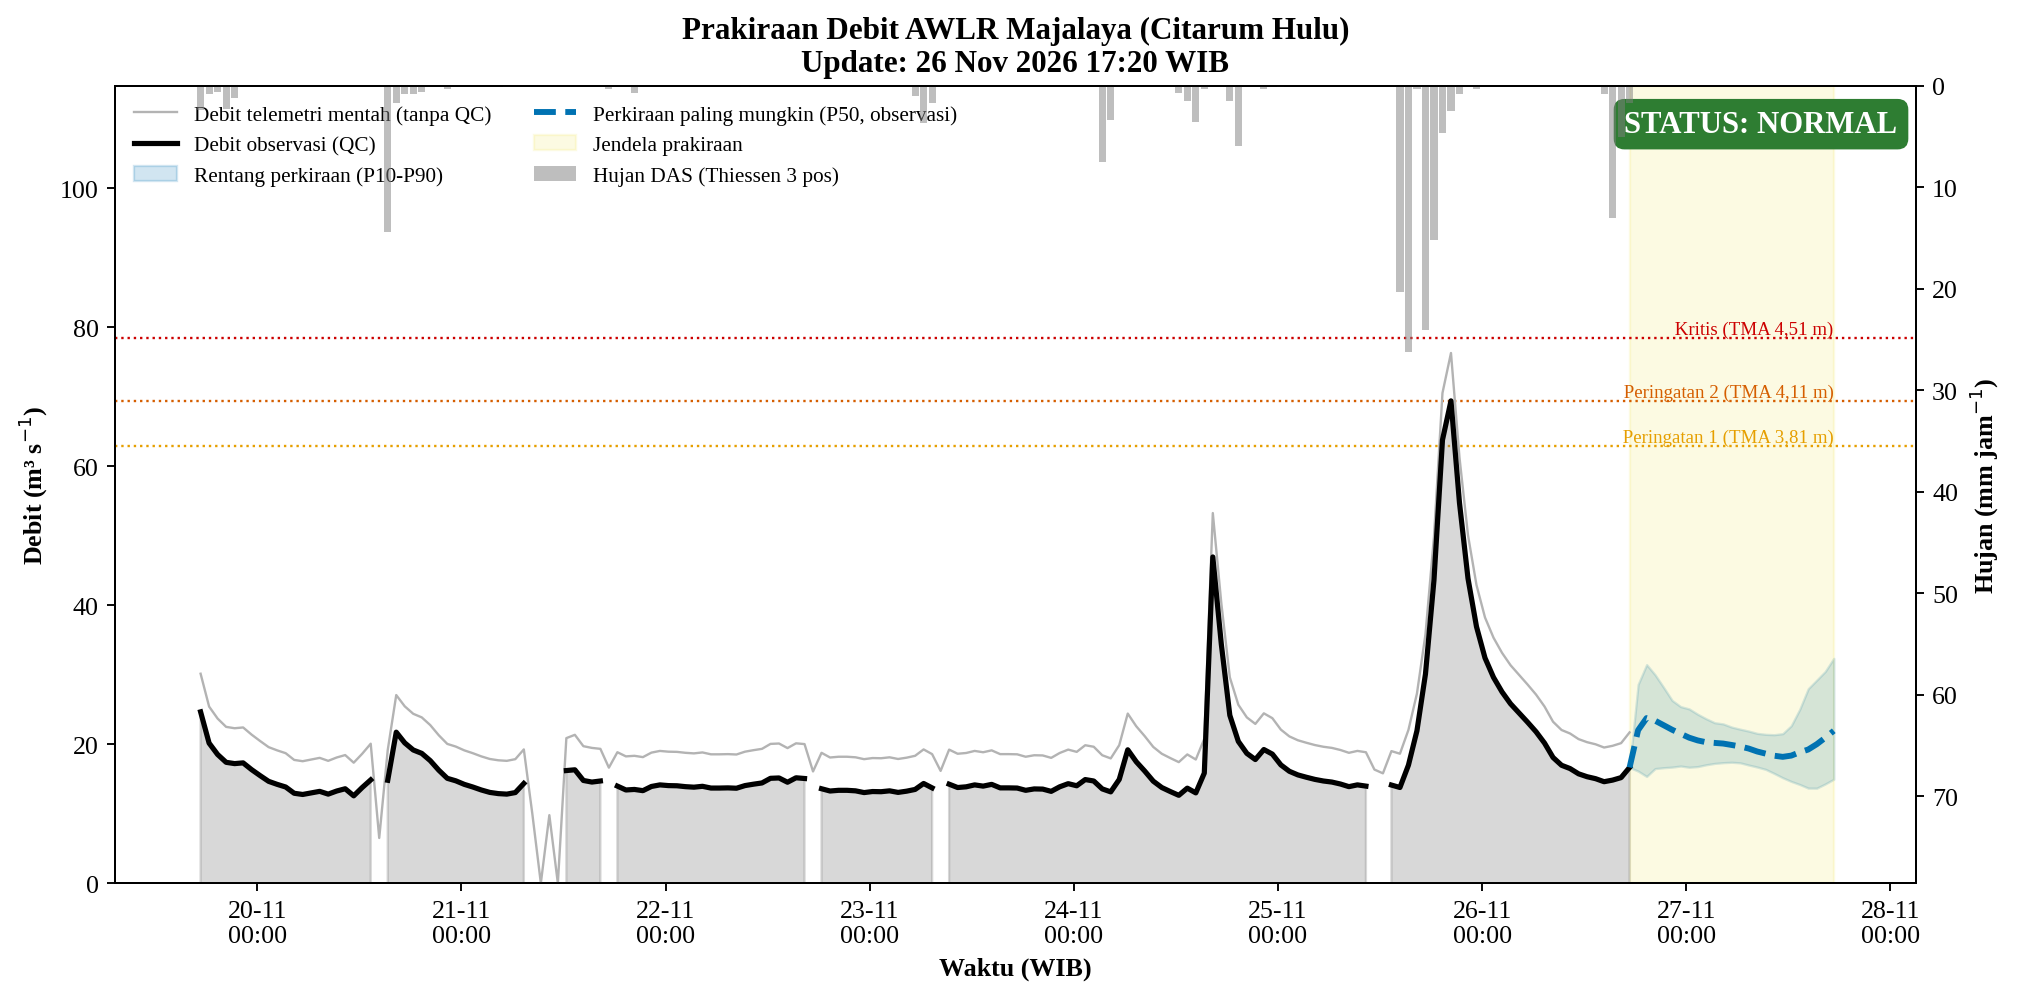 Prakiraan Debit AWLR Majalaya (Citarum Hulu)
Update: 26 Nov 2026 17:20 WIB
Debit telemetri mentah (tanpa QC)
Debit observasi (QC)
Rentang perkiraan (P10-P90)
Perkiraan paling mungkin (P50, observasi)
Jendela prakiraan
Hujan DAS (Thiessen 3 pos)
STATUS: NORMAL
Kritis (TMA 4,51 m)
Peringatan 2 (TMA 4,11 m)
Peringatan 1 (TMA 3,81 m)
Debit (m³ s⁻¹)
100
80
60
40
20
0
Hujan (mm jam⁻¹)
0
10
20
30
40
50
60
70
20-11
00:00
21-11
00:00
22-11
00:00
23-11
00:00
24-11
00:00
25-11
00:00
26-11
00:00
27-11
00:00
28-11
00:00
Waktu (WIB)